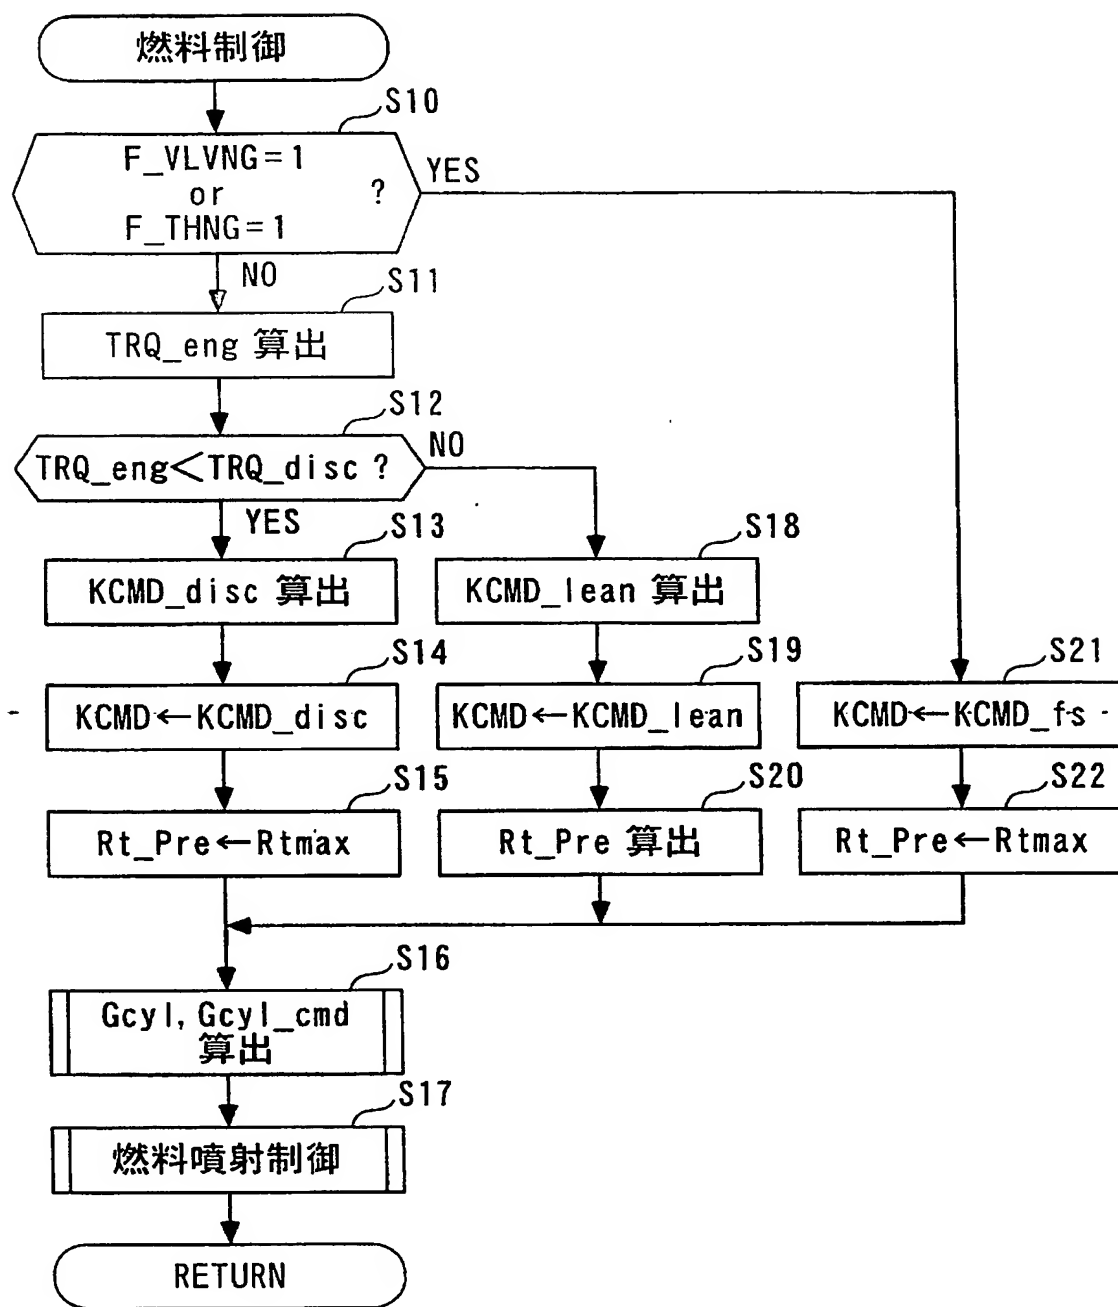 燃料制御
S10
F_VLVNG=1
or
F_THNG=1
?
YES
NO
S11
TRQ_eng 算出
S12
TRQ_eng<TRQ_disc ?
NO
YES
S13
KCMD_disc 算出
S18
KCMD_lean 算出
S14
KCMD←KCMD_disc
S19
KCMD←KCMD_lean
S21
KCMD←KCMD_fs
S15
Rt_Pre←Rtmax
S20
Rt_Pre 算出
S22
Rt_Pre←Rtmax
S16
Gcyl, Gcyl_cmd
算出
S17
燃料噴射制御
RETURN